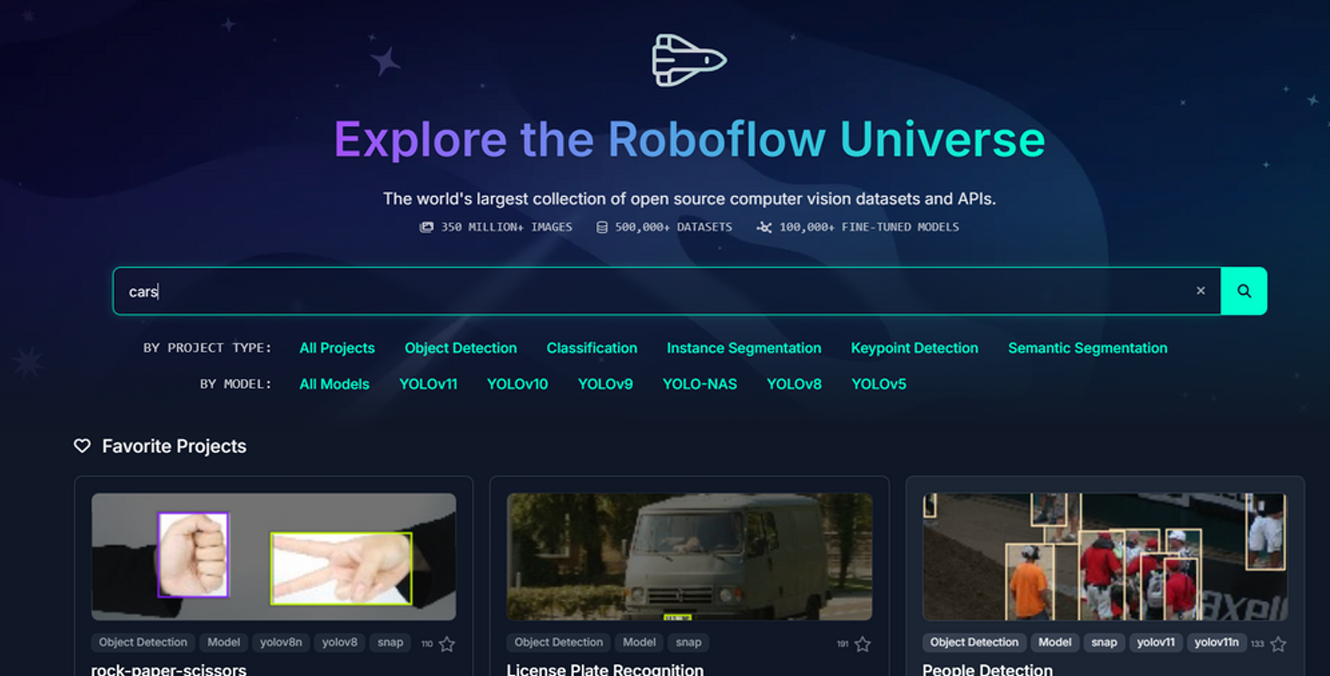 Explore the Roboflow Universe
The world's largest collection of open source computer vision datasets and APIs.
350 MILLION+ IMAGES 500,000+ DATASETS 100,000+ FINE-TUNED MODELS
cars
BY PROJECT TYPE: All Projects Object Detection Classification Instance Segmentation Keypoint Detection Semantic Segmentation
BY MODEL: All Models YOLOv11 YOLOv10 YOLOv9 YOLO-NAS YOLOv8 YOLOv5
Favorite Projects
Object Detection Model yolov8n yolov8 snap 110
rock-paper-scissors
Object Detection Model snap 191
License Plate Recognition
axell
Object Detection Model snap yolov11 yolov11n 133
People Detection